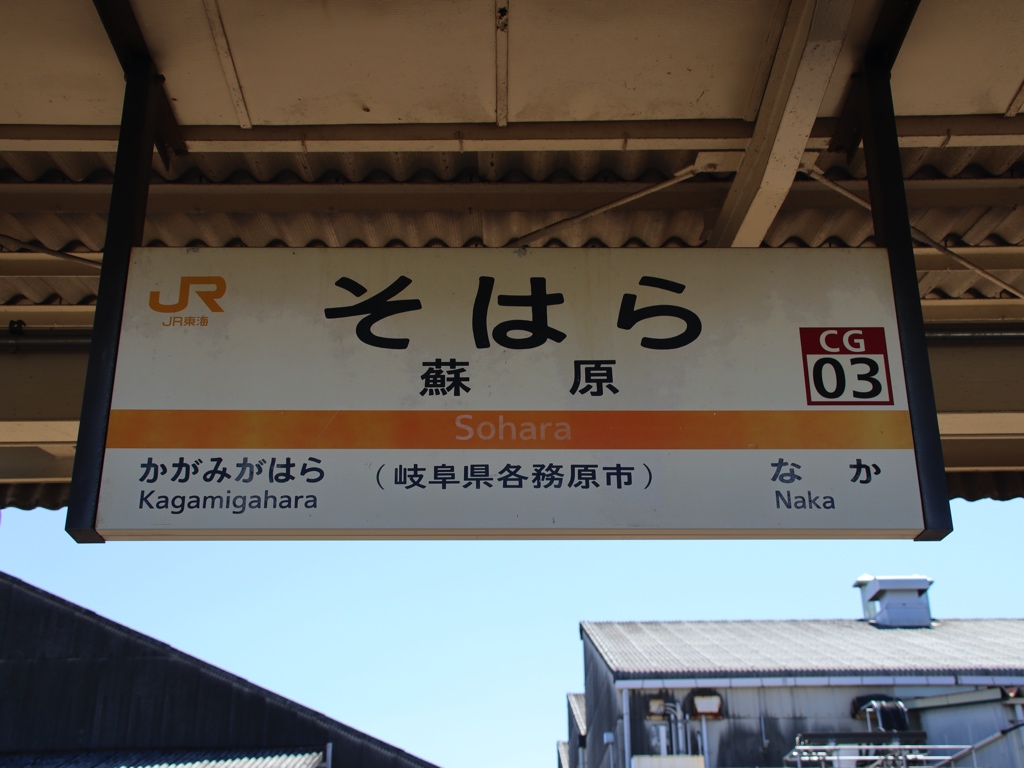 JR
JR東海
そはら
蘇原
CG
03
Sohara
かがみがはら
Kagamigahara
（岐阜県各務原市）
なか
Naka